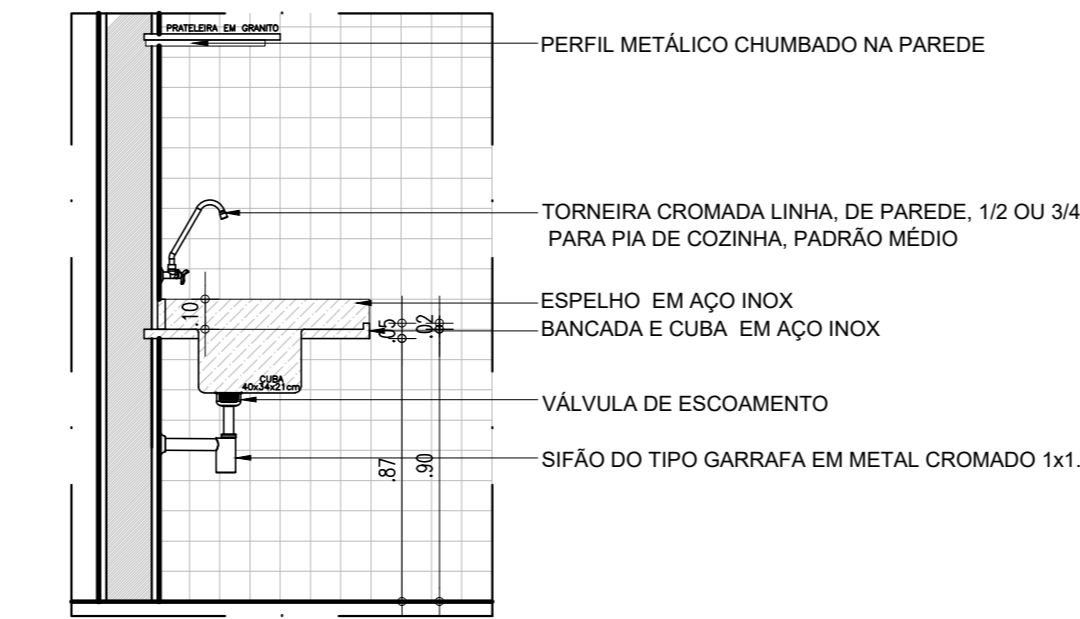 PRATELEIRA EM GRANITO
PERFIL METÁLICO CHUMBADO NA PAREDE
TORNEIRA CROMADA LINHA, DE PAREDE, 1/2 OU 3/4
PARA PIA DE COZINHA, PADRÃO MÉDIO
ESPELHO EM AÇO INOX
.10
.05
.02
BANCADA E CUBA EM AÇO INOX
CUBA
40x34x21cm
VÁLVULA DE ESCOAMENTO
.87
.90
SIFÃO DO TIPO GARRAFA EM METAL CROMADO 1x1.